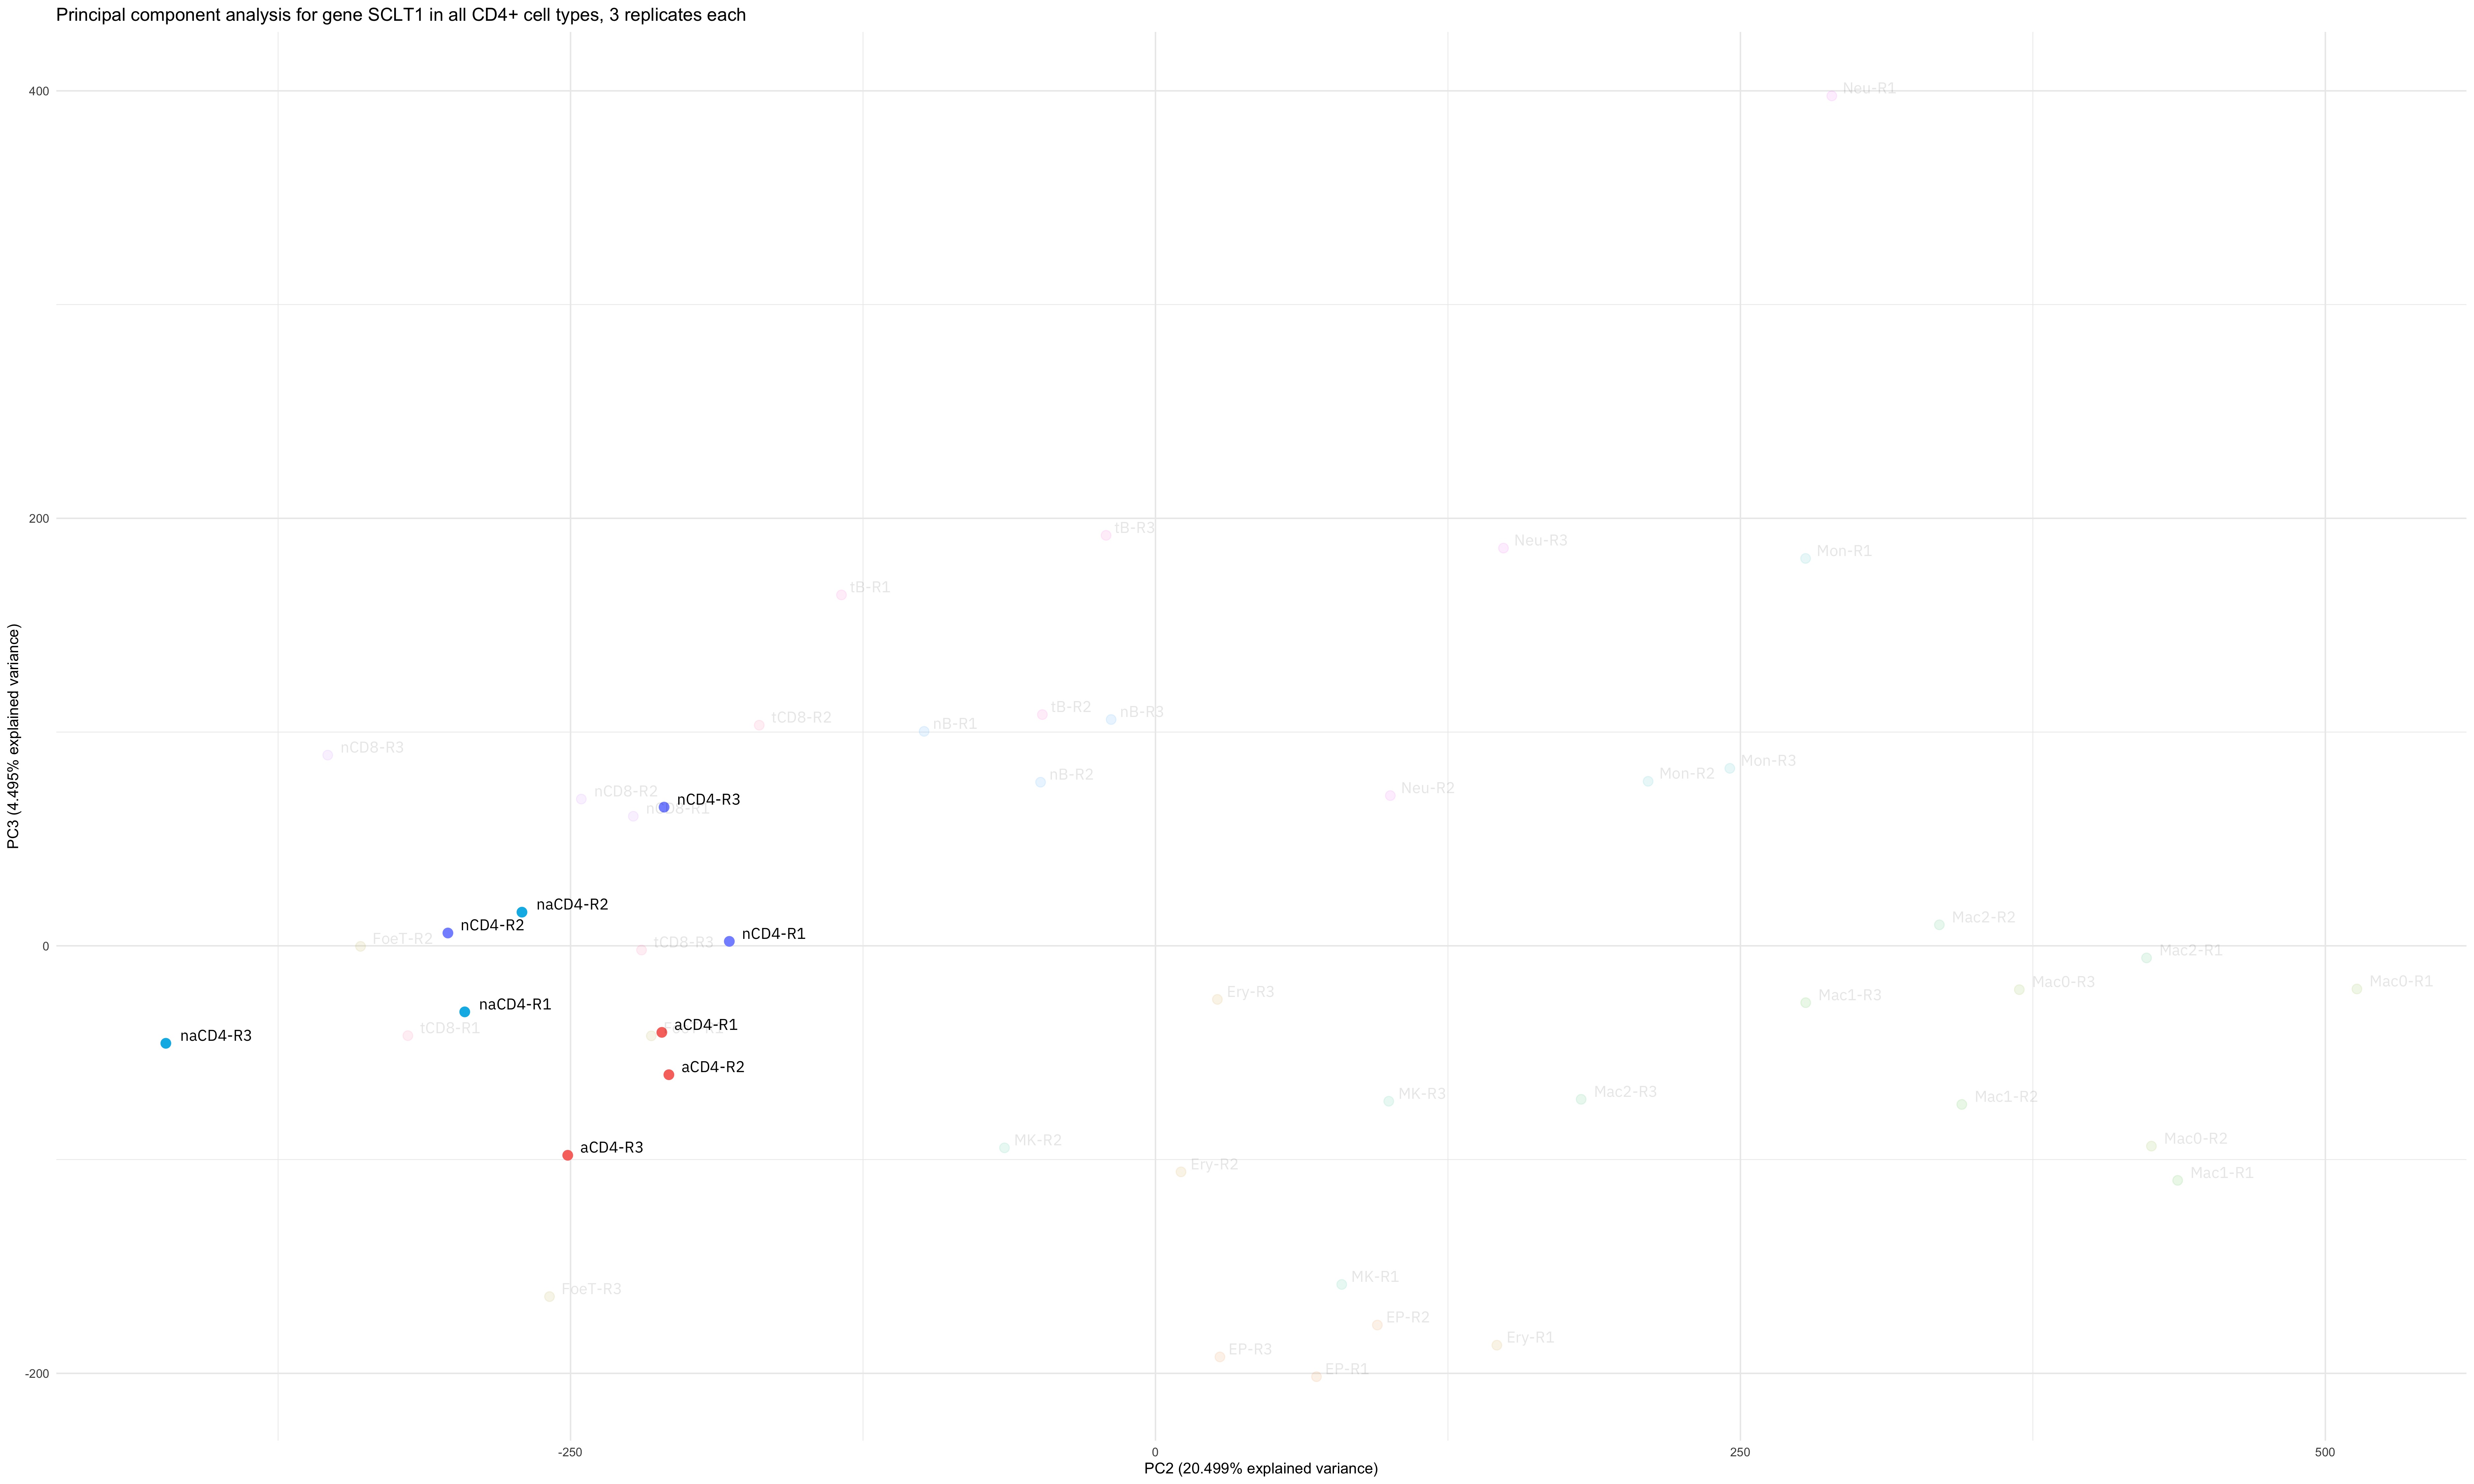 Principal component analysis for gene SCLT1 in all CD4+ cell types, 3 replicates each
400
Neu-R1
200
tB-R3
Neu-R3
Mon-R1
tB-R1
tB-R2
nB-R3
tCD8-R2
nB-R1
nCD8-R3
Mon-R3
Mon-R2
nB-R2
nCD8-R2
Neu-R2
nCD4-R3
nCD8-R1
PC3 (4.495% explained variance)
naCD4-R2
Mac2-R2
nCD4-R2
nCD4-R1
FoeT-R2
tCD8-R3
0
Mac2-R1
Mac0-R3
Mac0-R1
Ery-R3
Mac1-R3
naCD4-R1
aCD4-R1
tCD8-R1
naCD4-R3
aCD4-R2
MK-R3
Mac2-R3
Mac1-R2
MK-R2
Mac0-R2
aCD4-R3
Ery-R2
Mac1-R1
MK-R1
FoeT-R3
EP-R2
Ery-R1
EP-R3
EP-R1
-200
-250
0
250
500
PC2 (20.499% explained variance)